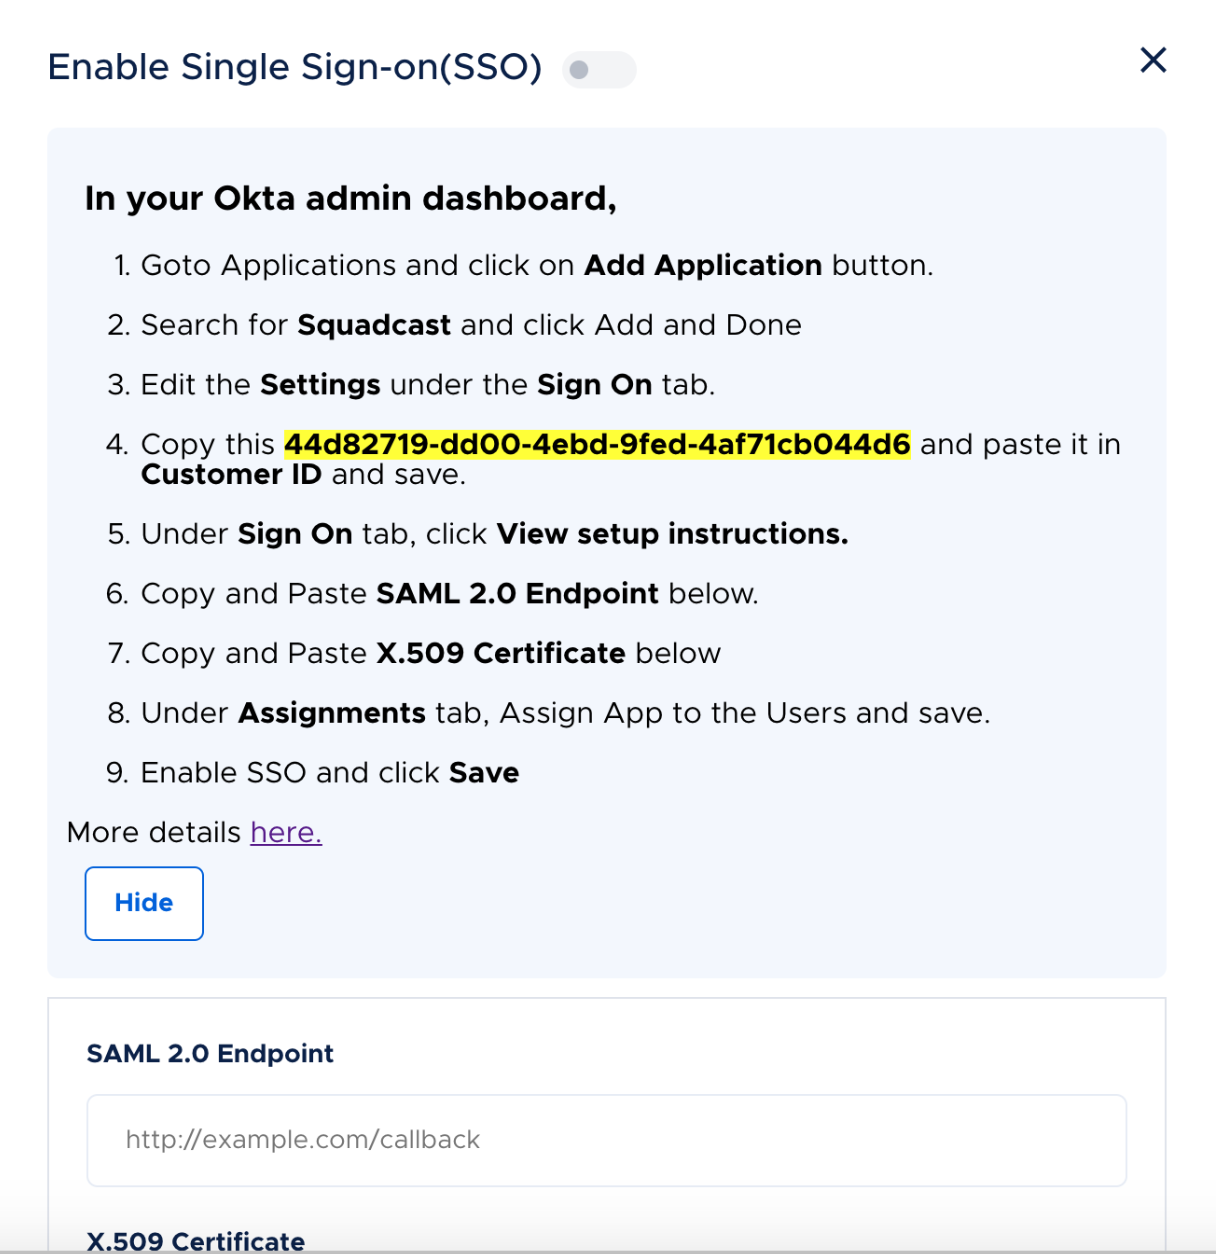 Enable Single Sign-on(SSO)
In your Okta admin dashboard,
1. Goto Applications and click on Add Application button.
2. Search for Squadcast and click Add and Done
3. Edit the Settings under the Sign On tab.
4. Copy this 44d82719-dd00-4ebd-9fed-4af71cb044d6 and paste it in
Customer ID and save.
5. Under Sign On tab, click View setup instructions.
6. Copy and Paste SAML 2.0 Endpoint below.
7. Copy and Paste X.509 Certificate below
8. Under Assignments tab, Assign App to the Users and save.
9. Enable SSO and click Save
More details here.
Hide
SAML 2.0 Endpoint
http://example.com/callback
X.509 Certificate